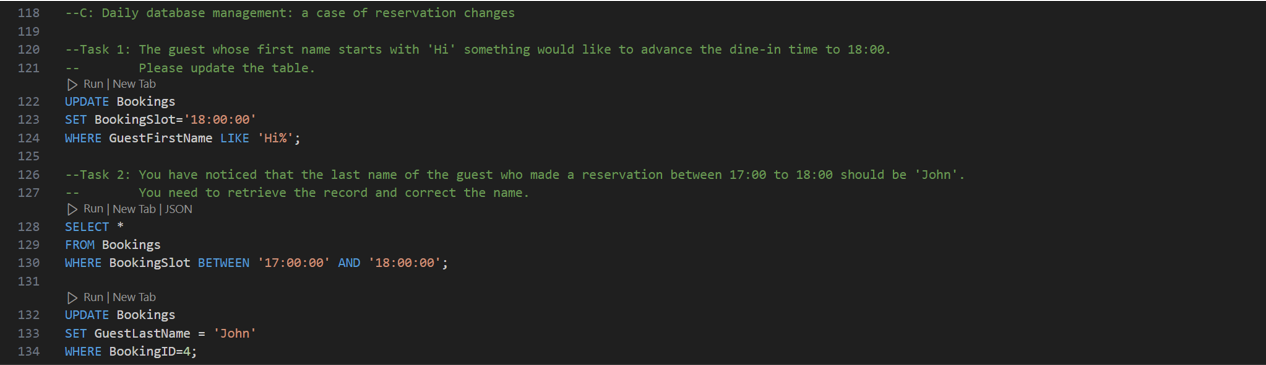 118 --C: Daily database management: a case of reservation changes
119
120 --Task 1: The guest whose first name starts with 'Hi' something would like to advance the dine-in time to 18:00.
121 -- Please update the table.
Run | New Tab
122 UPDATE Bookings
123 SET BookingSlot='18:00:00'
124 WHERE GuestFirstName LIKE 'Hi%';
125
126 --Task 2: You have noticed that the last name of the guest who made a reservation between 17:00 to 18:00 should be 'John'.
127 -- You need to retrieve the record and correct the name.
Run | New Tab | JSON
128 SELECT *
129 FROM Bookings
130 WHERE BookingSlot BETWEEN '17:00:00' AND '18:00:00';
131
Run | New Tab
132 UPDATE Bookings
133 SET GuestLastName = 'John'
134 WHERE BookingID=4;